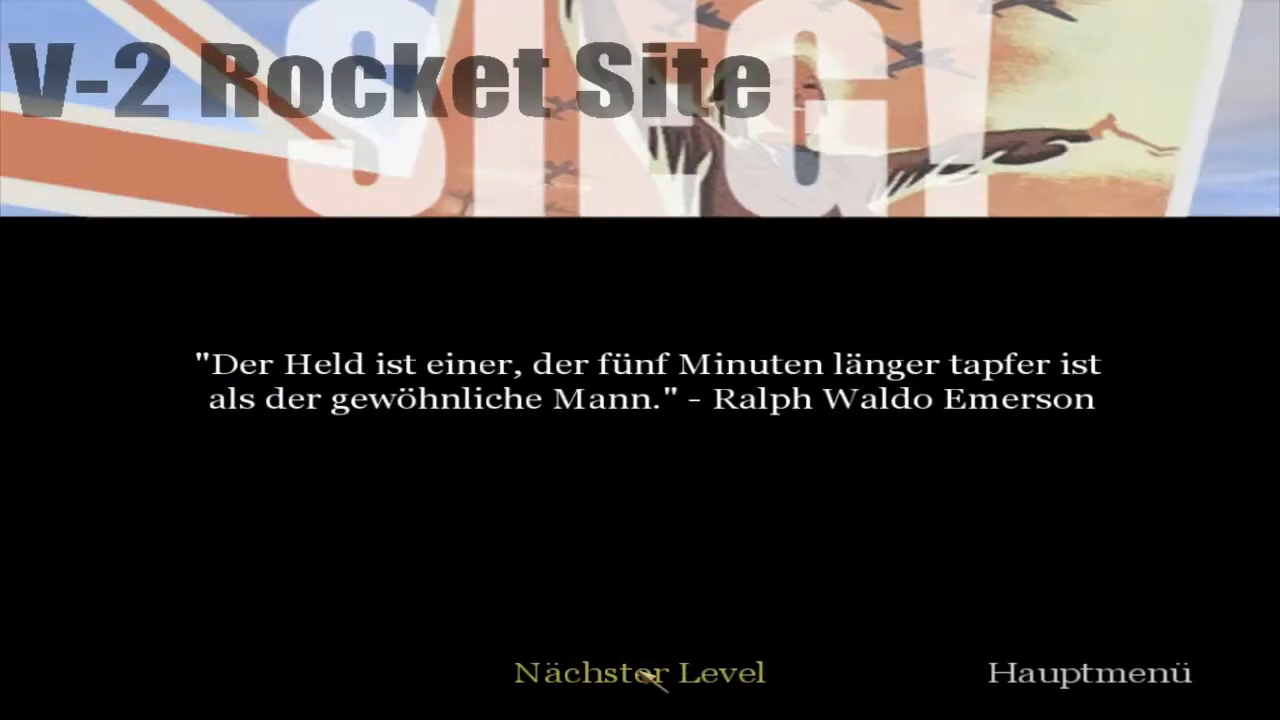 SINGL
V-2 Rocket Site
"Der Held ist einer, der fünf Minuten länger tapfer ist
als der gewöhnliche Mann." - Ralph Waldo Emerson
Nächster Level
Hauptmenü